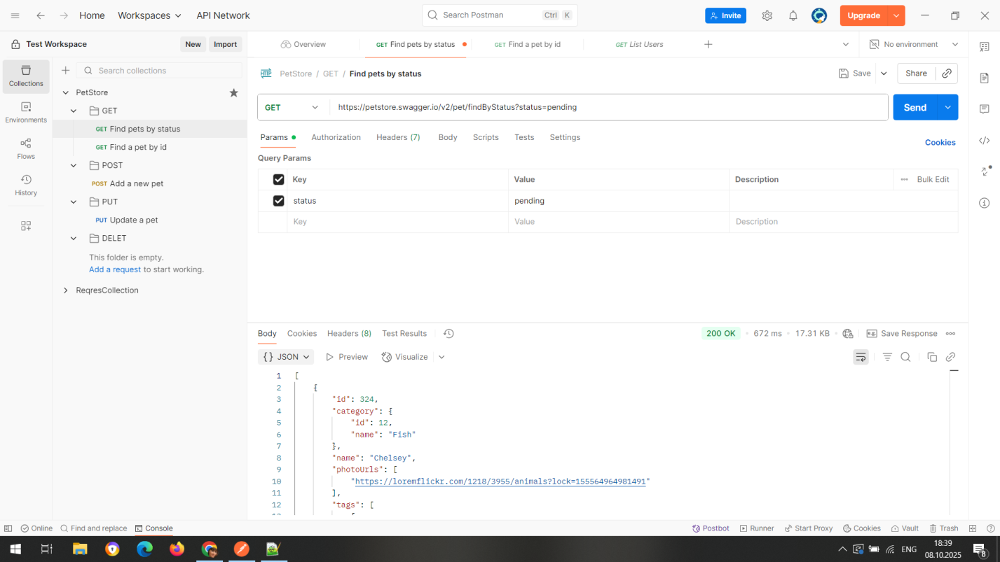 Home Workspaces API Network Search Postman Ctrl K Invite Upgrade
Test Workspace New Import Overview GET Find pets by status GET Find a pet by id GET List Users No environment
Collections
Environments
Flows
History
Search collections
PetStore
GET
GET Find pets by status
GET Find a pet by id
POST
POST Add a new pet
PUT
PUT Update a pet
DELET
This folder is empty.
Add a request to start working.
ReqresCollection
HTTP PetStore / GET / Find pets by status Save Share
GET https://petstore.swagger.io/v2/pet/findByStatus?status=pending Send
Params Authorization Headers (7) Body Scripts Tests Settings Cookies
Query Params
Key Value Description Bulk Edit
status pending
Key Value Description
Body Cookies Headers (8) Test Results 200 OK 672 ms 17.31 KB Save Response
{} JSON Preview Visualize
1 [
2 {
3 "id": 324,
4 "category": {
5 "id": 12,
6 "name": "Fish"
7 },
8 "name": "Chelsey",
9 "photoUrls": [
10 "https://loremflickr.com/1218/3955/animals?lock=155564964981491"
11 ],
12 "tags": [
Online Find and replace Console Postbot Runner Start Proxy Cookies Vault Trash
ENG 18:39
08.10.2025 8